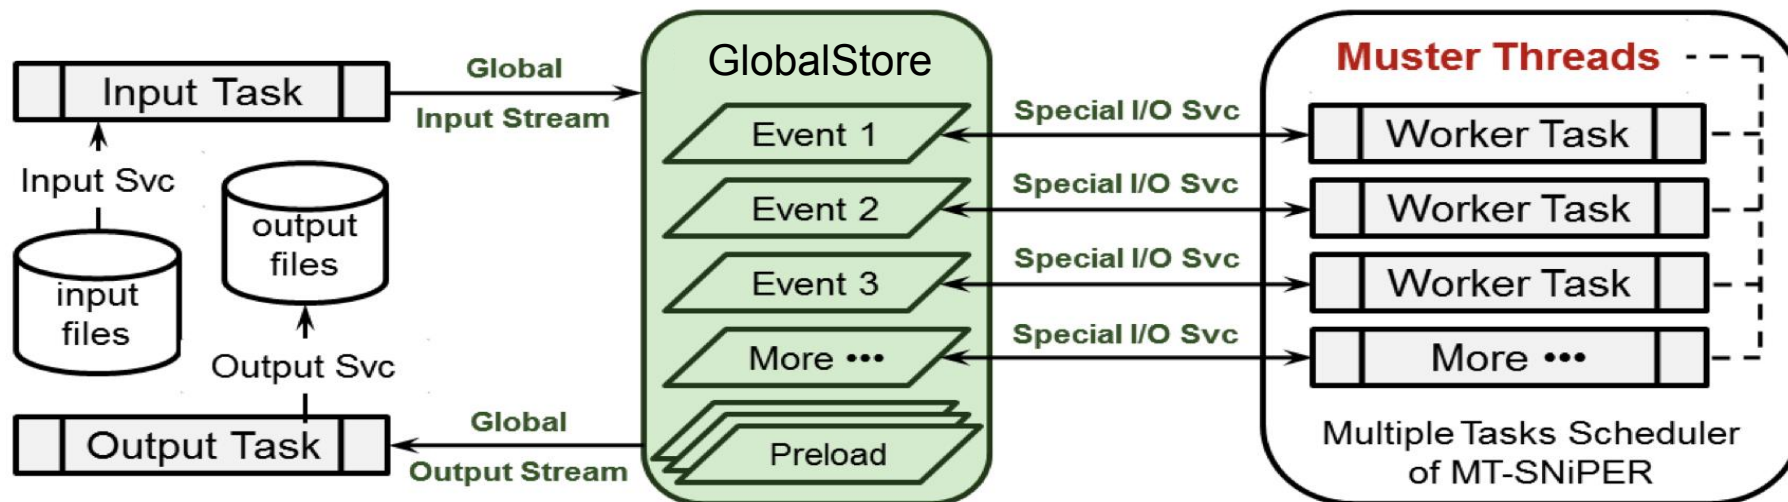 Input Task
Input Svc
input
files
output
files
Output Svc
Output Task
Global
Input Stream
Global
Output Stream
GlobalStore
Event 1
Event 2
Event 3
More •••
Preload
Special I/O Svc
Special I/O Svc
Special I/O Svc
Special I/O Svc
Muster Threads
Worker Task
Worker Task
Worker Task
More •••
Multiple Tasks Scheduler
of MT-SNiPER